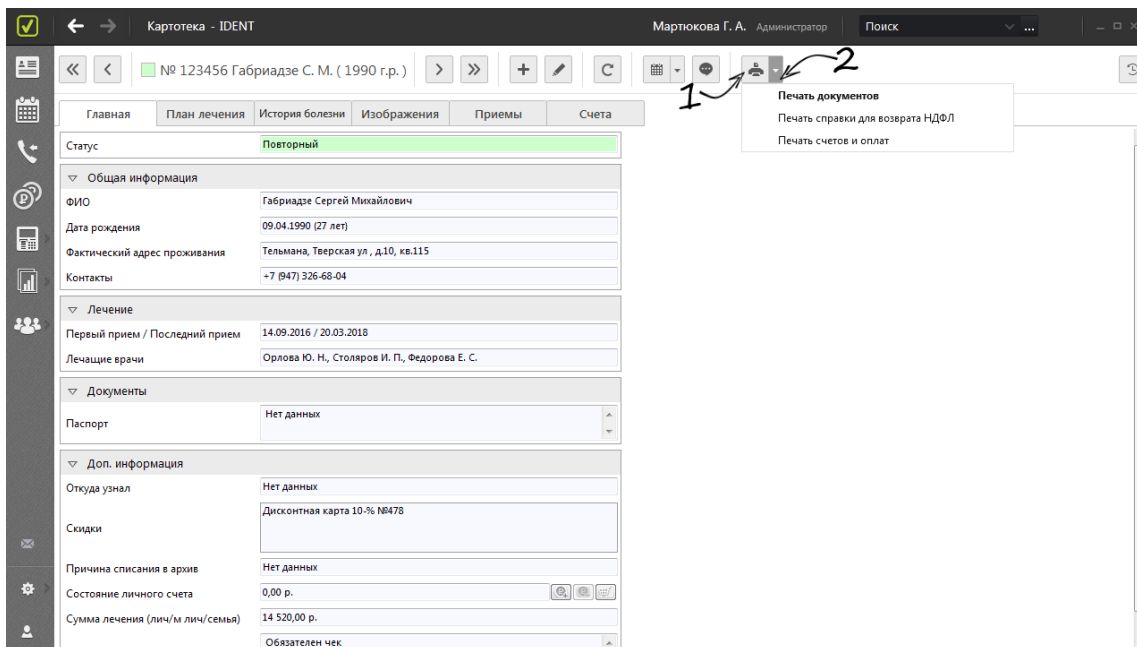 Картотека - IDENT
Мартюкова Г. А. Администратор
Поиск
...
№ 123456 Габриадзе С. М. ( 1990 г.р. )
1
2
Печать документов
Печать справки для возврата НДФЛ
Печать счетов и оплат
Главная План лечения История болезни Изображения Приемы Счета
Статус Повторный
Общая информация
ФИО Габриадзе Сергей Михайлович
Дата рождения 09.04.1990 (27 лет)
Фактический адрес проживания Тельмана, Тверская ул , д.10, кв.115
Контакты +7 (947) 326-68-04
Лечение
Первый прием / Последний прием 14.09.2016 / 20.03.2018
Лечащие врачи Орлова Ю. Н., Столяров И. П., Федорова Е. С.
Документы
Паспорт Нет данных
Доп. информация
Откуда узнал Нет данных
Скидки Дисконтная карта 10-% №478
Причина списания в архив Нет данных
Состояние личного счета 0,00 р.
Сумма лечения (лич/м лич/семья) 14 520,00 р.
Обязателен чек